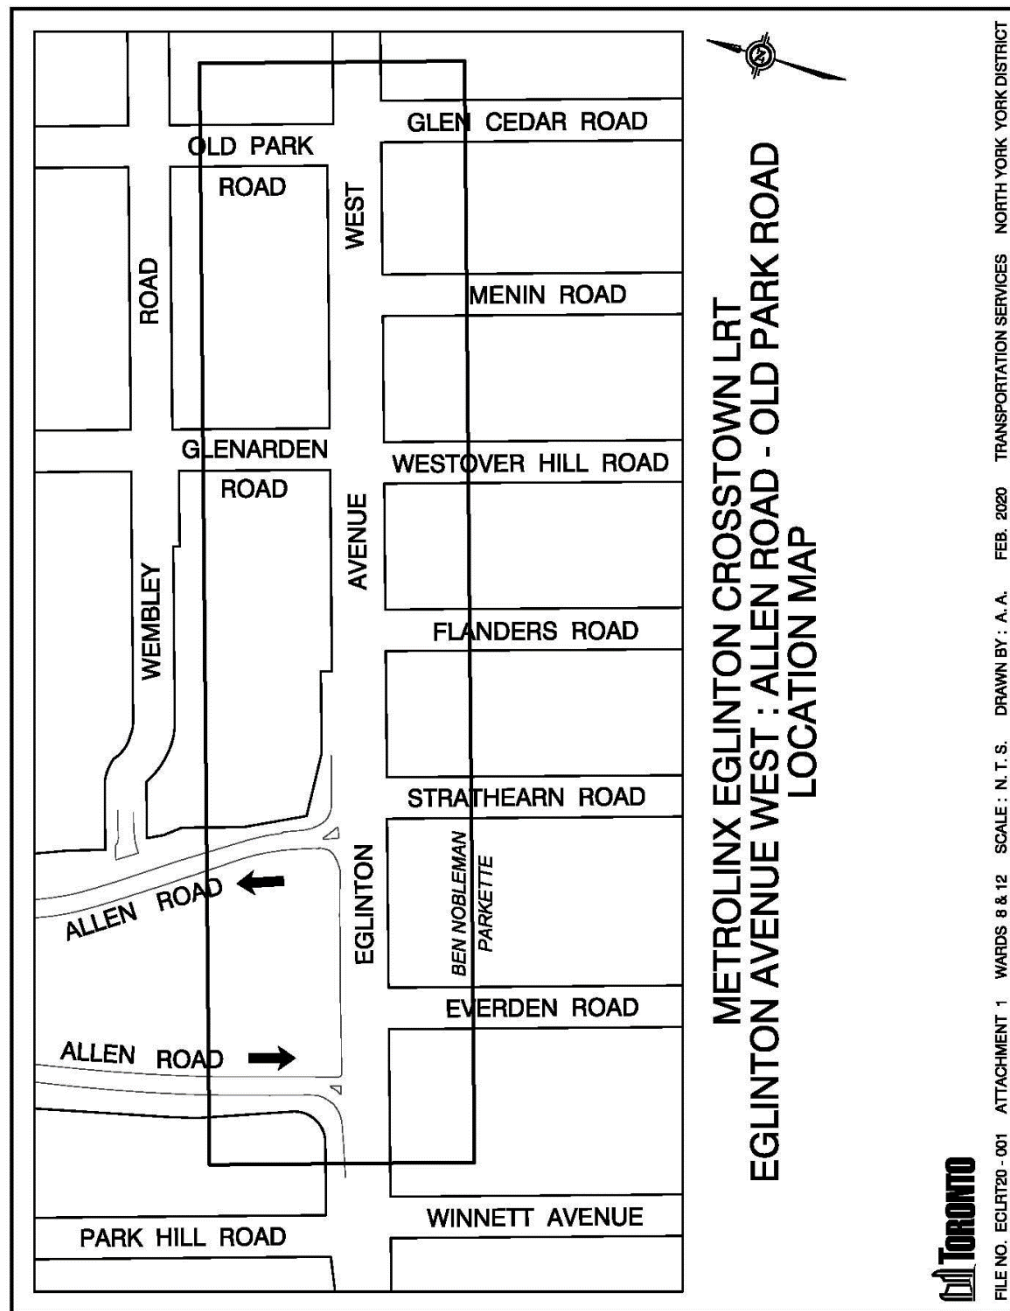 GLEN CEDAR ROAD
OLD PARK
ROAD
WEST
MENIN ROAD
ROAD
GLENARDEN
ROAD
WESTOVER HILL ROAD
AVENUE
WEMBLEY
FLANDERS ROAD
STRATHEARN ROAD
ALLEN ROAD
EGLINTON
BEN NOBLEMAN
PARKETTE
EVERDEN ROAD
ALLEN ROAD
WINNETT AVENUE
PARK HILL ROAD
N
METROLINX EGLINTON CROSSTOWN LRT
EGLINTON AVENUE WEST : ALLEN ROAD - OLD PARK ROAD
LOCATION MAP
TORONTO
FILE NO. ECLRT20 - 001 ATTACHMENT 1 WARDS 8 & 12 SCALE : N. T. S. DRAWN BY : A. A. FEB. 2020 TRANSPORTATION SERVICES NORTH YORK DISTRICT